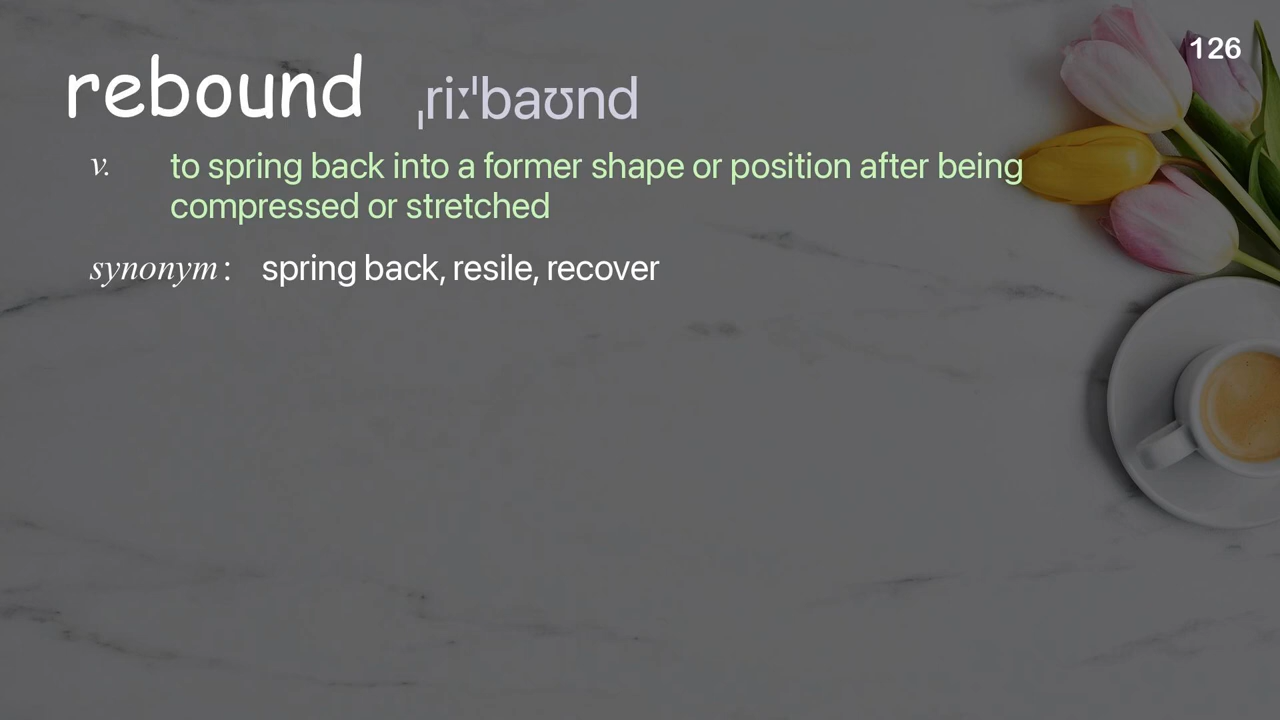 126
rebound ˌriːˈbaʊnd
v. to spring back into a former shape or position after being
compressed or stretched
synonym : spring back, resile, recover